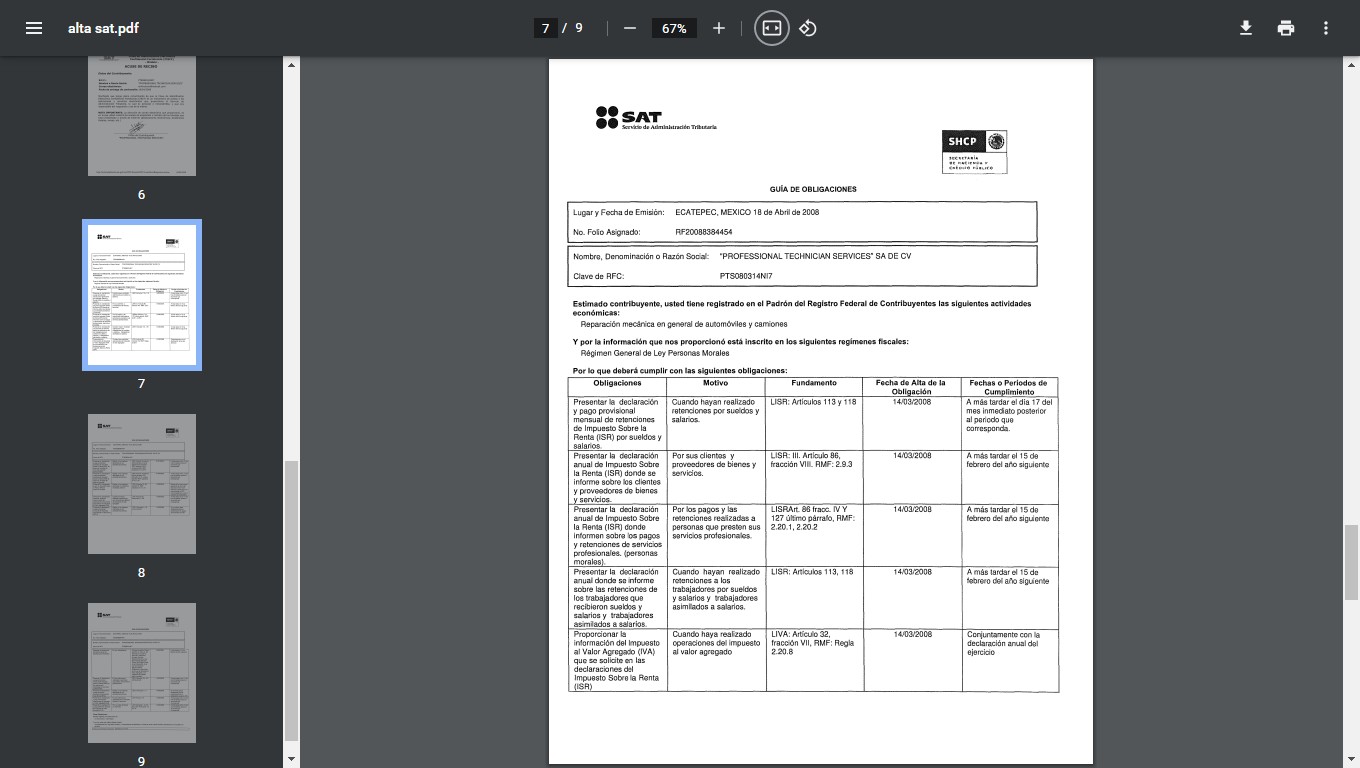 alta sat.pdf
7 / 9
67%
6
7
8
9
SAT
Servicio de Administración Tributaria
SHCP
SECRETARÍA
DE HACIENDA Y
CRÉDITO PÚBLICO
GUÍA DE OBLIGACIONES
Lugar y Fecha de Emisión: ECATEPEC, MEXICO 18 de Abril de 2008
No. Folio Asignado: RF20088384454
Nombre, Denominación o Razón Social: "PROFESSIONAL TECHNICIAN SERVICES" SA DE CV
Clave de RFC: PTS080314NI7
Estimado contribuyente, usted tiene registrado en el Padrón del Registro Federal de Contribuyentes las siguientes actividades
económicas:
Reparación mecánica en general de automóviles y camiones
Y por la información que nos proporcionó está inscrito en los siguientes regímenes fiscales:
Régimen General de Ley Personas Morales
Por lo que deberá cumplir con las siguientes obligaciones:
Obligaciones
Motivo
Fundamento
Fecha de Alta de la
Obligación
Fechas o Periodos de
Cumplimiento
Presentar la declaración
y pago provisional
mensual de retenciones
de Impuesto Sobre la
Renta (ISR) por sueldos y
salarios.
Cuando hayan realizado
retenciones por sueldos y
salarios.
LISR: Artículos 113 y 118
14/03/2008
A más tardar el día 17 del
mes inmediato posterior
al periodo que
corresponda.
Presentar la declaración
anual de Impuesto Sobre
la Renta (ISR) donde se
informe sobre los clientes
y proveedores de bienes
y servicios.
Por sus clientes y
proveedores de bienes y
servicios.
LISR: III. Artículo 86,
fracción VIII. RMF: 2.9.3
14/03/2008
A más tardar el 15 de
febrero del año siguiente
Presentar la declaración
anual de Impuesto Sobre
la Renta (ISR) donde
informen sobre los pagos
y retenciones de servicios
profesionales. (personas
morales).
Por los pagos y las
retenciones realizadas a
personas que presten sus
servicios profesionales.
LISRArt. 86 fracc. IV Y
127 último párrafo, RMF:
2.20.1, 2.20.2
14/03/2008
A más tardar el 15 de
febrero del año siguiente
Presentar la declaración
anual donde se informe
sobre las retenciones de
los trabajadores que
recibieron sueldos y
salarios y trabajadores
asimilados a salarios.
Cuando hayan realizado
retenciones a los
trabajadores por sueldos
y salarios y trabajadores
asimilados a salarios.
LISR: Artículos 113, 118
14/03/2008
A más tardar el 15 de
febrero del año siguiente
Proporcionar la
información del Impuesto
al Valor Agregado (IVA)
que se solicite en las
declaraciones del
Impuesto Sobre la Renta
(ISR)
Cuando haya realizado
operaciones del impuesto
al valor agregado
LIVA: Artículo 32,
fracción VII, RMF: Regla
2.20.8
14/03/2008
Conjuntamente con la
declaración anual del
ejercicio